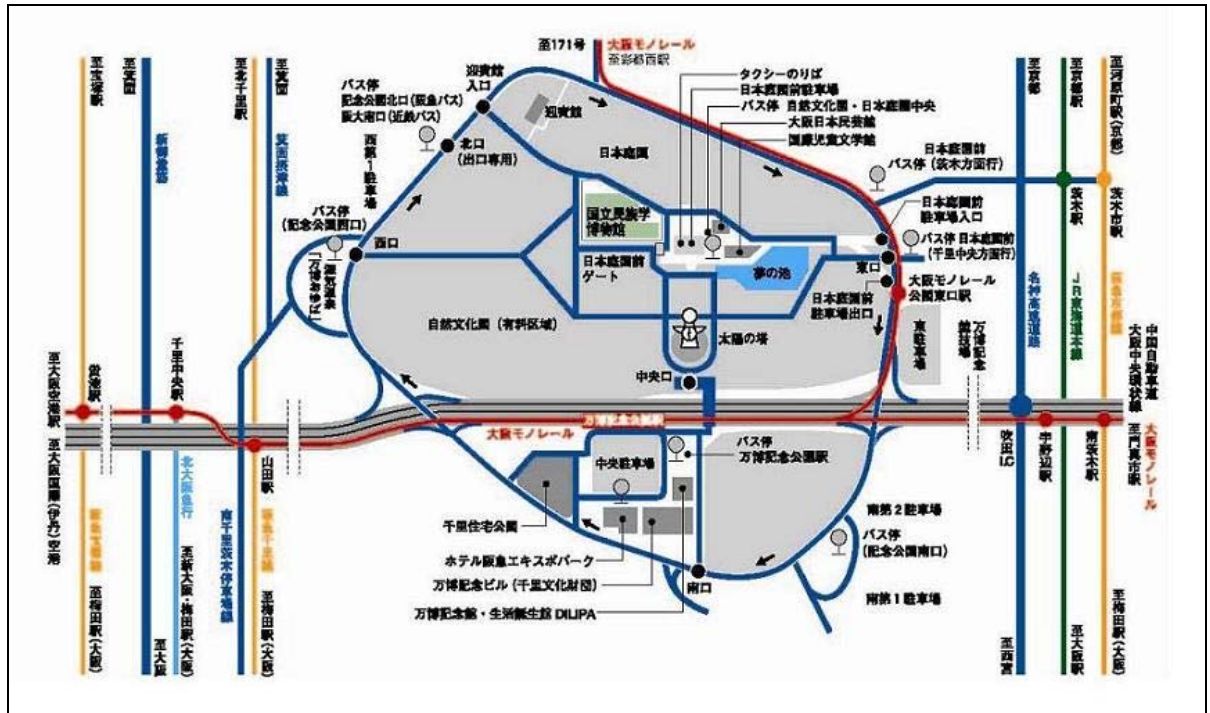 至171号
大阪モノレール
至彩都西駅
タクシーのりば
日本庭園前駐車場
バス停 自然文化園・日本庭園中央
大阪日本民芸館
国際児童文学館
迎賓館
入口
バス停
記念公園北口(阪急バス)
阪大南口(近鉄バス)
北口
(出口専用)
迎賓館
日本庭園
日本庭園前
バス停(茨木方面行)
西第1駐車場
バス停
(記念公園西口)
西口
国立民族学
博物館
日本庭園前
ゲート
夢の池
日本庭園前
駐車場入口
バス停 日本庭園前
(千里中央方面行)
東口
大阪モノレール
公園東口駅
日本庭園前
駐車場出口
自然文化園(有料区域)
太陽の塔
中央口
東駐車場
万博記念
競技場
至宝塚駅
至箕面
至北千里駅
至箕面
新御堂筋
箕面摂津線
至京都
至京都駅
至河原町駅(京都)
茨木駅
茨木市駅
名神高速道路
JR東海道本線
阪急京都線
中国自動車道
大阪中央環状線
至大阪空港駅
蛍池駅
千里中央駅
山田駅
大阪モノレール
万博記念公園駅
吹田I.C
宇野辺駅
南茨木駅
至門真市駅
大阪モノレール
至大阪国際(伊丹)空港
阪急宝塚線
北大阪急行
南千里茨木停車場線
阪急千里線
至梅田駅(大阪)
至大阪
至新大阪・梅田駅(大阪)
至梅田駅(大阪)
中央駐車場
バス停
万博記念公園駅
千里住宅公園
ホテル阪急エキスポパーク
万博記念ビル(千里文化財団)
万博記念館・生活誕生館 DILIPA
南口
南第2駐車場
バス停
(記念公園南口)
南第1駐車場
至西宮
至大阪駅
至梅田駅(大阪)